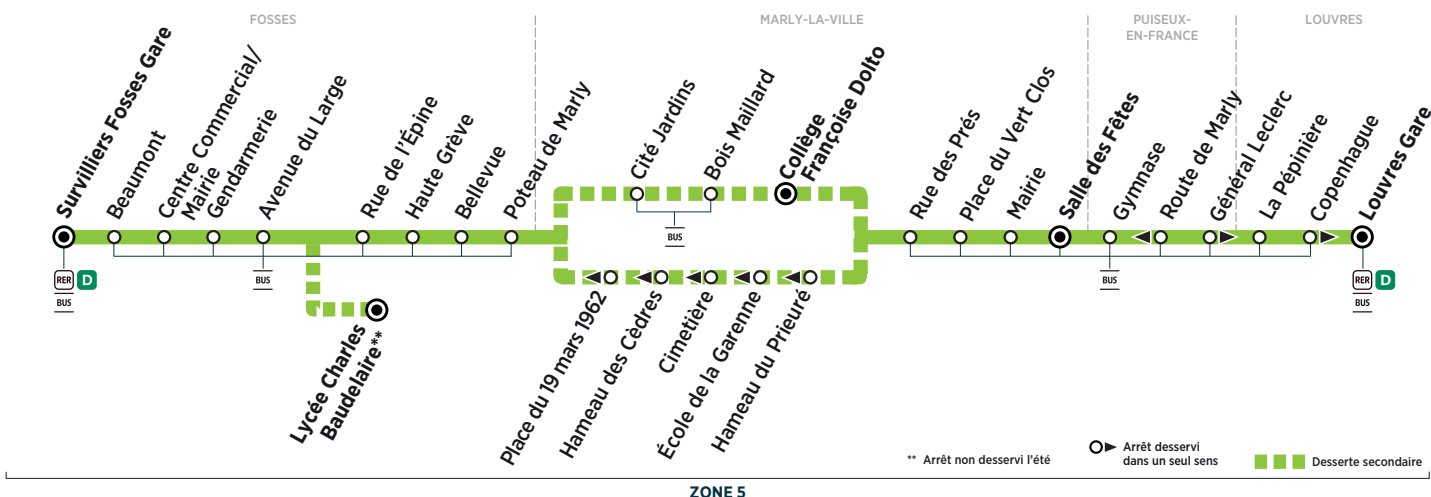 FOSSES
MARLY-LA-VILLE
PUISEUX-
EN-FRANCE
LOUVRES
Survilliers Fosses Gare
Beaumont
Centre Commercial/
Mairie
Gendarmerie
Avenue du Large
Rue de l'Épine
Haute Grève
Bellevue
Poteau de Marly
Cité Jardins
Bois Maillard
Collège
Françoise Dolto
Rue des Prés
Place du Vert Clos
Mairie
Salle des Fêtes
Gymnase
Route de Marly
Général Leclerc
La Pépinière
Copenhague
Louvres Gare
BUS
RER D
BUS
BUS
BUS
RER D
BUS
Lycée Charles
Baudelaire**
Place du 19 mars 1962
Hameau des Cèdres
Cimetière
École de la Garenne
Hameau du Prieuré
** Arrêt non desservi l'été
Arrêt desservi
dans un seul sens
Desserte secondaire
ZONE 5